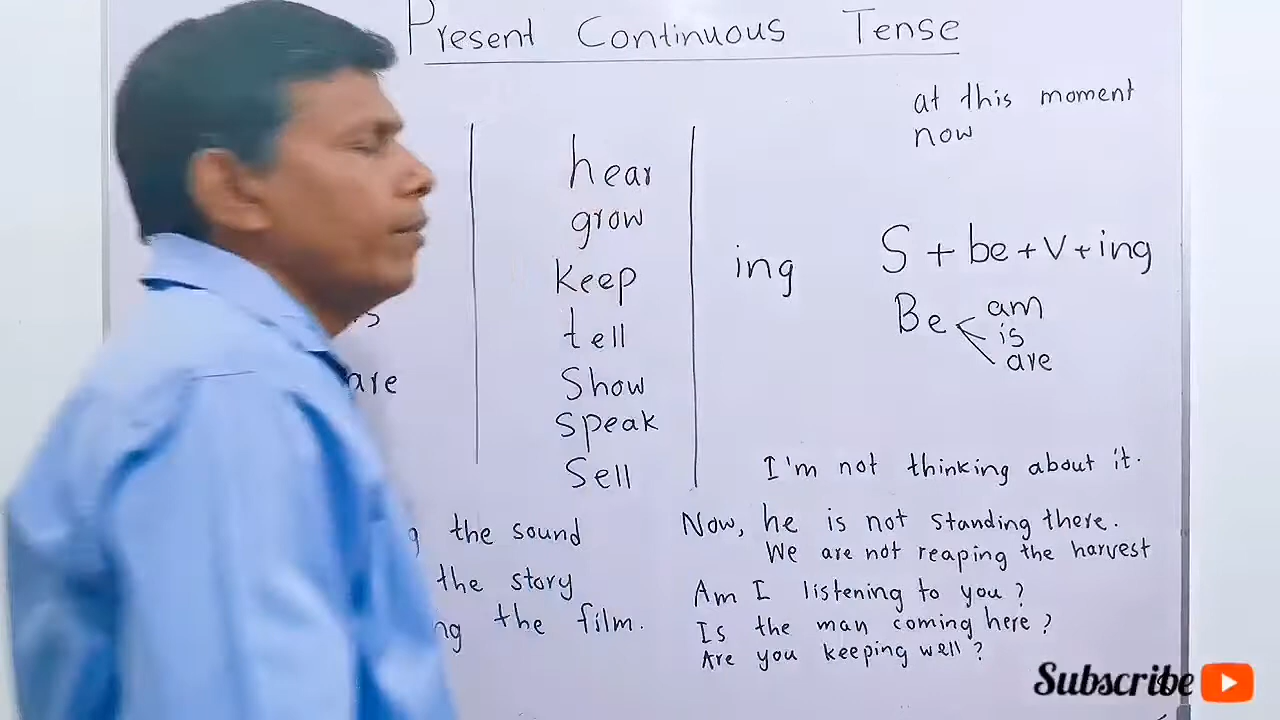 Present Continuous Tense
at this moment
now
hear
grow
keep
tell
Show
Speak
Sell
ing
S + be + V + ing
Be am
is
are
are
I'm not thinking about it.
Now, he is not standing there.
We are not reaping the harvest
the sound
the story
the film.
Am I listening to you?
Is the man coming here?
Are you keeping well?
Subscribe